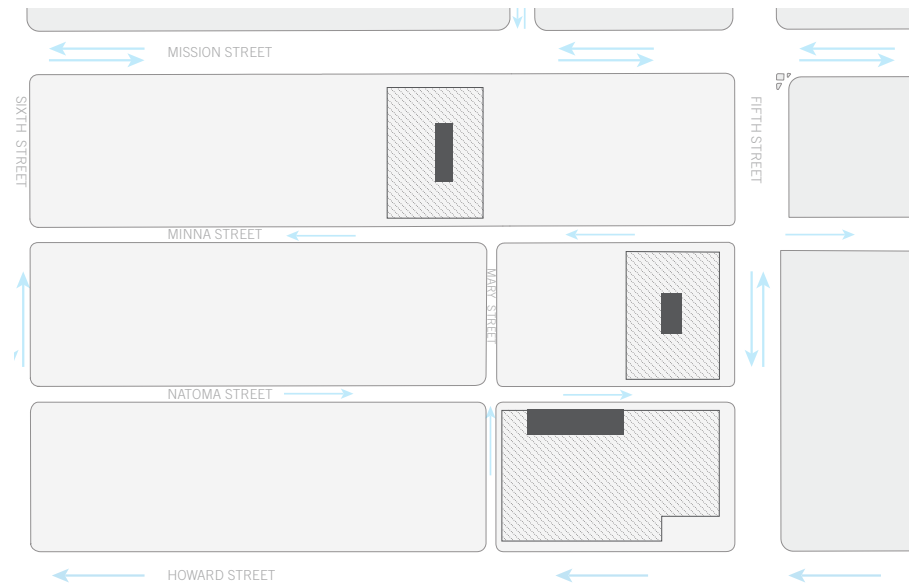 MISSION STREET
SIXTH STREET
FIFTH STREET
MINNA STREET
MARY STREET
NATOMA STREET
HOWARD STREET